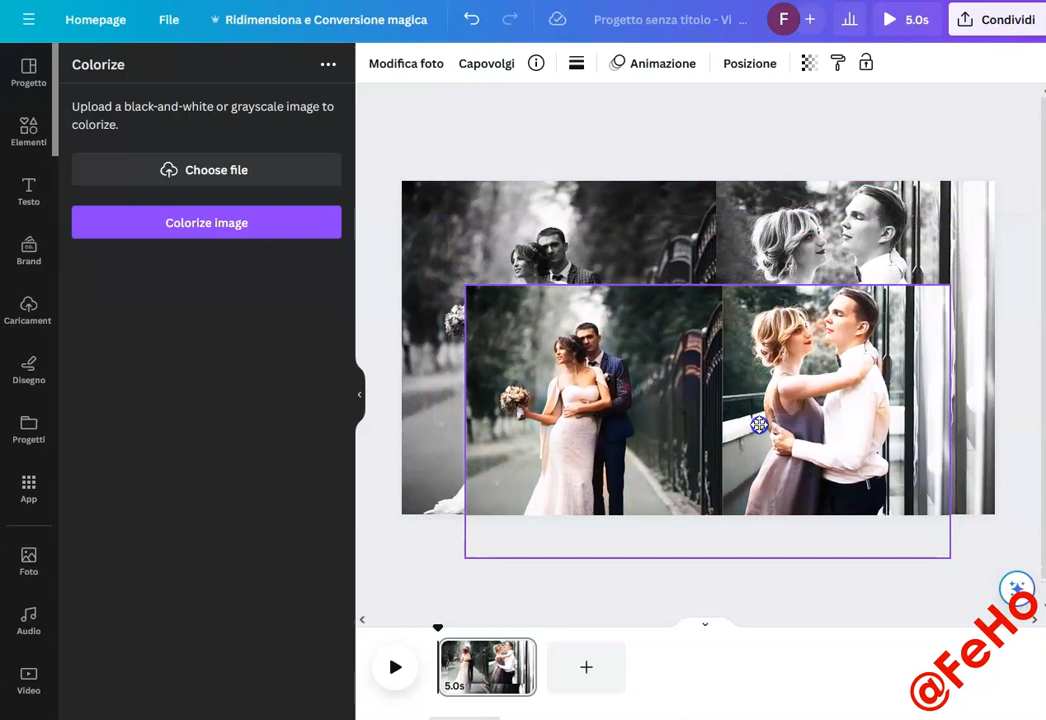 Homepage
File
Ridimensiona e Conversione magica
Progetto senza titolo - Vi ...
F
5.0s
Condividi
Progetto
Elementi
Testo
Brand
Caricament
Disegno
Progetti
App
Foto
Audio
Video
Colorize
Upload a black-and-white or grayscale image to
colorize.
Choose file
Colorize image
Modifica foto
Capovolgi
Animazione
Posizione
5.0s
@FeHo